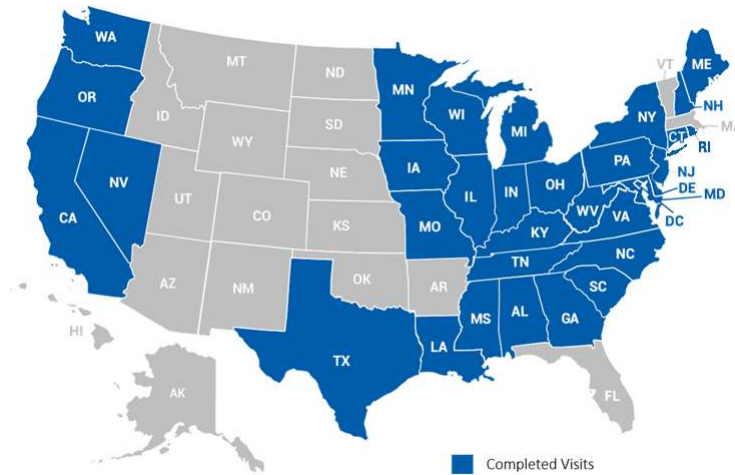 WA
MT
ND
MN
VT
ME
OR
ID
SD
WI
MI
NY
NH
WY
CT
RI
IA
NE
PA
NJ
NV
UT
IL
IN
OH
DE
MD
CA
CO
KS
MO
WV
VA
DC
KY
AZ
NM
OK
AR
TN
NC
SC
MS
AL
GA
HI
TX
LA
AK
FL
Completed Visits